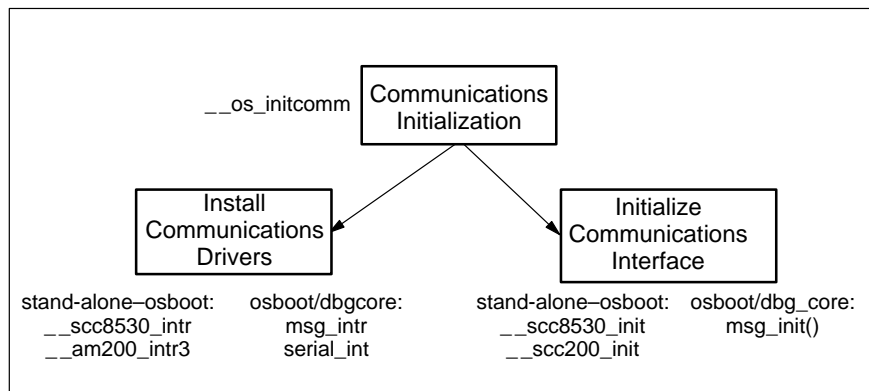 __os_initcomm
Communications
Initialization
Install
Communications
Drivers
Initialize
Communications
Interface
stand-alone–osboot:
__scc8530_intr
__am200_intr3
osboot/dbgcore:
msg_intr
serial_int
stand-alone–osboot:
__scc8530_init
__scc200_init
osboot/dbg_core:
msg_init()